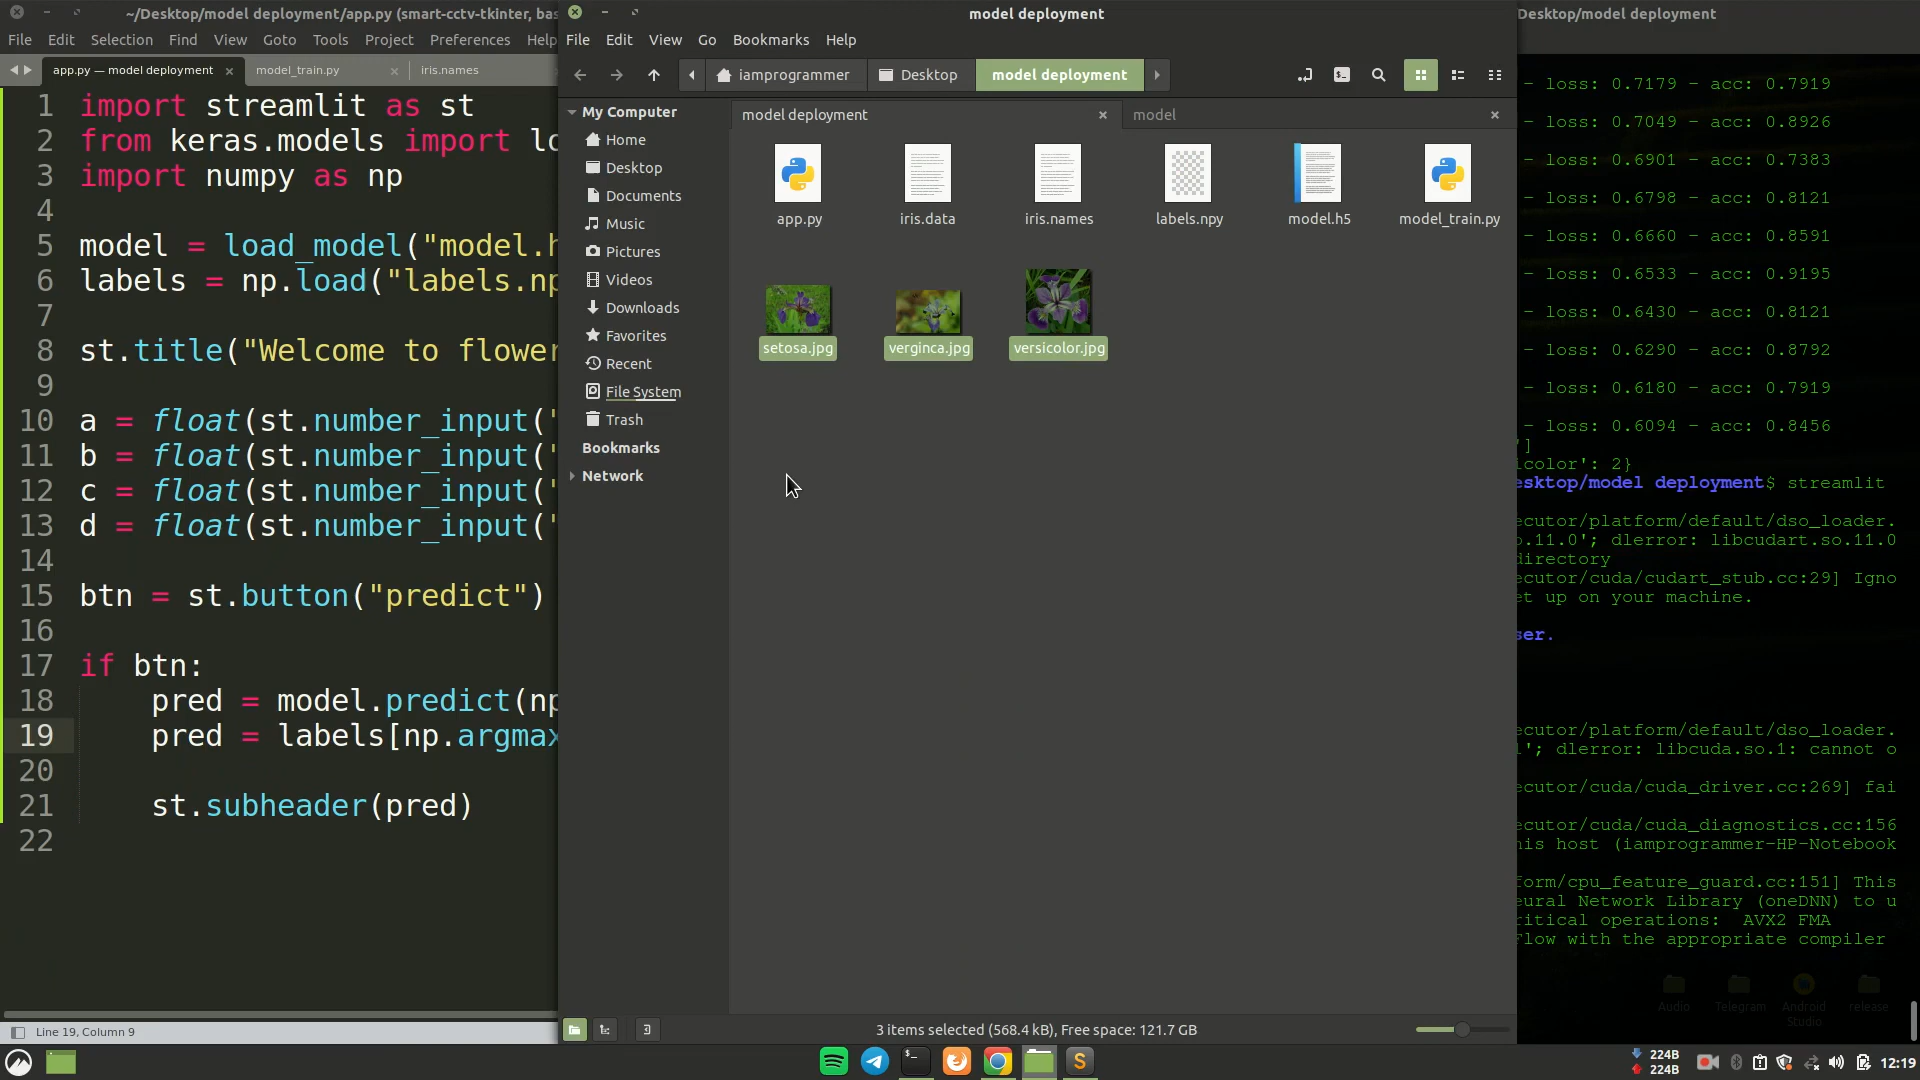 ~/Desktop/model deployment/app.py (smart-cctv-tkinter, bas
File Edit Selection Find View Goto Tools Project Preferences Help
app.py — model deployment
model_train.py
iris.names
1 import streamlit as st
2 from keras.models import lo
3 import numpy as np
4
5 model = load_model("model.h
6 labels = np.load("labels.np
7
8 st.title("Welcome to flower
9
10 a = float(st.number_input("
11 b = float(st.number_input("
12 c = float(st.number_input("
13 d = float(st.number_input("
14
15 btn = st.button("predict")
16
17 if btn:
18 pred = model.predict(np
19 pred = labels[np.argmax
20
21 st.subheader(pred)
22
Line 19, Column 9
model deployment
File Edit View Go Bookmarks Help
iamprogrammer Desktop model deployment
My Computer
Home
Desktop
Documents
Music
Pictures
Videos
Downloads
Favorites
Recent
File System
Trash
Bookmarks
Network
model deployment
model
app.py
iris.data
iris.names
labels.npy
model.h5
model_train.py
setosa.jpg
verginca.jpg
versicolor.jpg
3 items selected (568.4 kB), Free space: 121.7 GB
Desktop/model deployment
- loss: 0.7179 - acc: 0.7919
- loss: 0.7049 - acc: 0.8926
- loss: 0.6901 - acc: 0.7383
- loss: 0.6798 - acc: 0.8121
- loss: 0.6660 - acc: 0.8591
- loss: 0.6533 - acc: 0.9195
- loss: 0.6430 - acc: 0.8121
- loss: 0.6290 - acc: 0.8792
- loss: 0.6180 - acc: 0.7919
- loss: 0.6094 - acc: 0.8456
']
icolor': 2}
esktop/model deployment$ streamlit
ecutor/platform/default/dso_loader.
o.11.0'; dlerror: libcudart.so.11.0
directory
ecutor/cuda/cudart_stub.cc:29] Igno
et up on your machine.
ser.
ecutor/platform/default/dso_loader.
1'; dlerror: libcuda.so.1: cannot o
ecutor/cuda/cuda_driver.cc:269] fai
ecutor/cuda/cuda_diagnostics.cc:156
his host (iamprogrammer-HP-Notebook
form/cpu_feature_guard.cc:151] This
eural Network Library (oneDNN) to u
ritical operations: AVX2 FMA
Flow with the appropriate compiler
Audio
Telegram
Android Studio
release
224B
224B
12:19